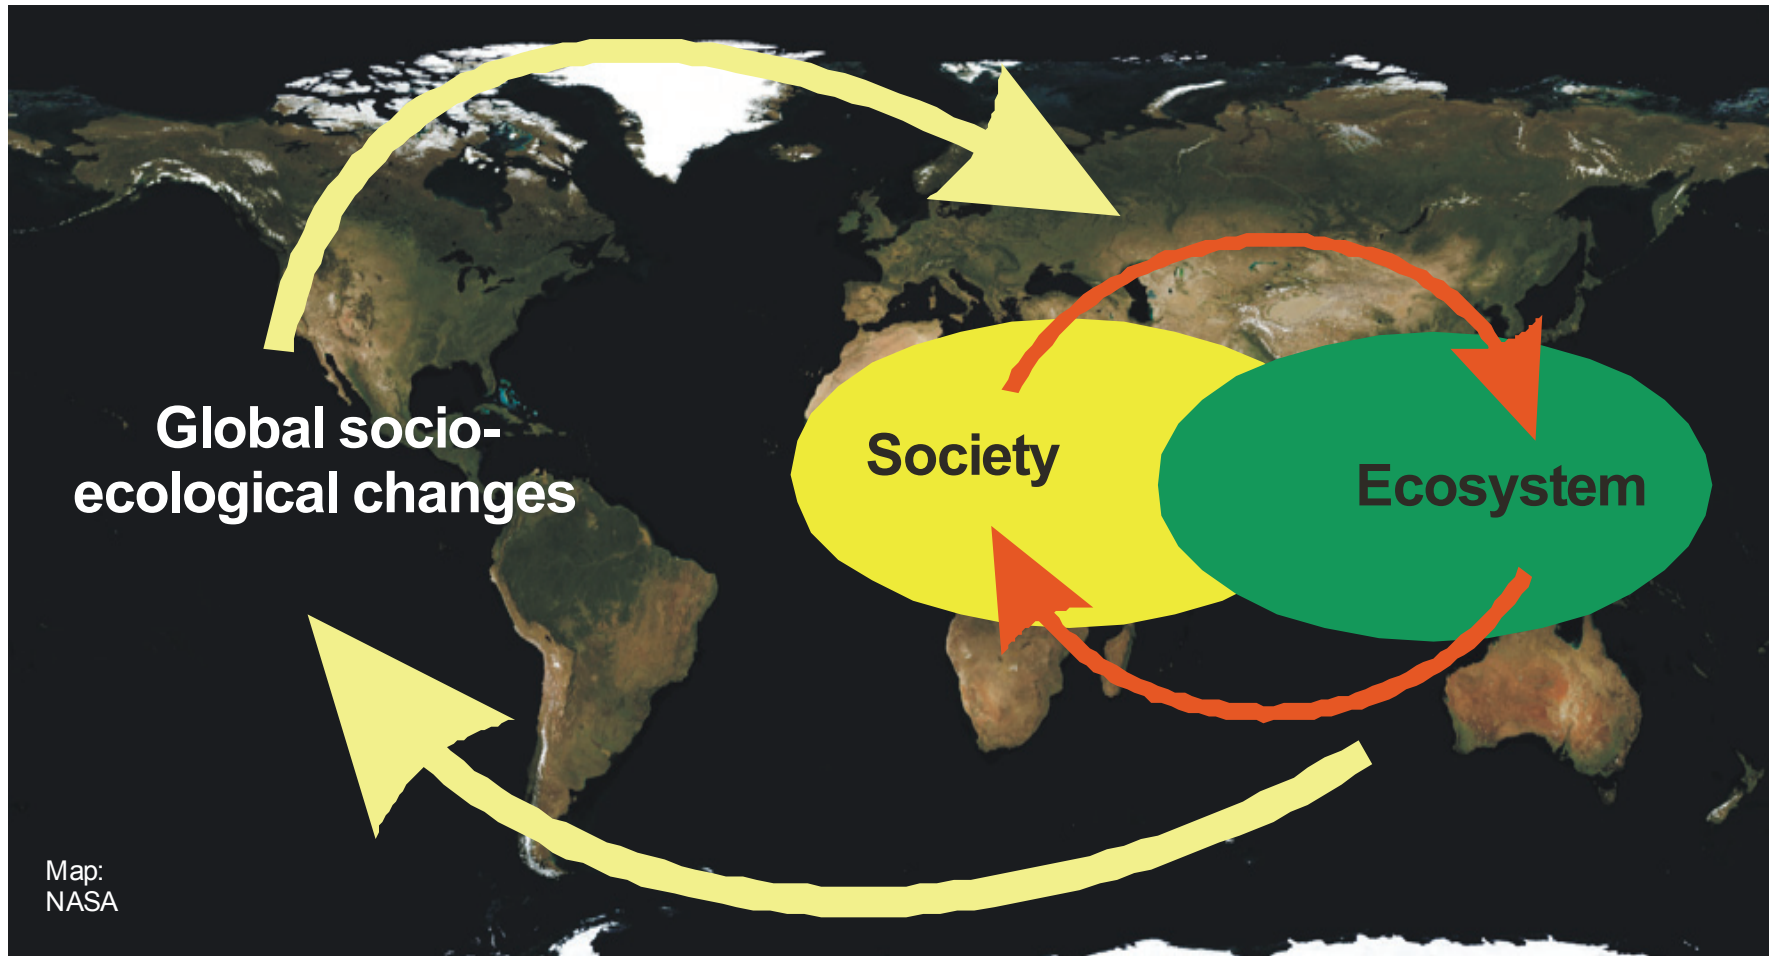 Global socio-
ecological changes
Society
Ecosystem
Map:
NASA